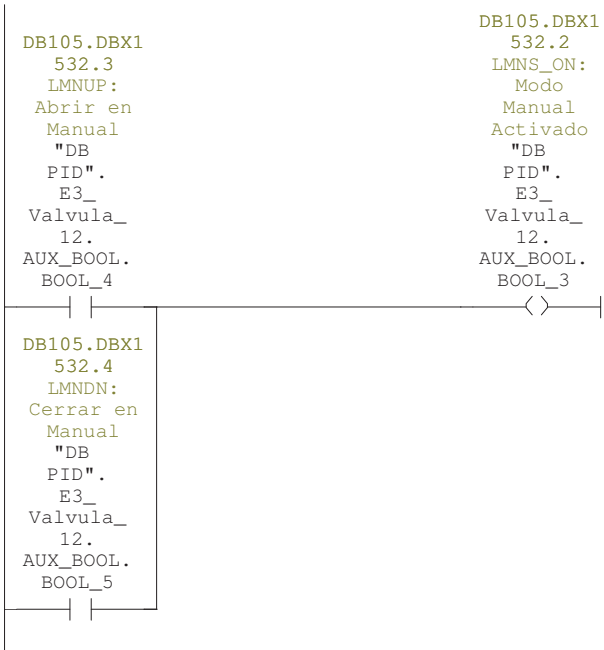 DB105.DBX1
532.3
LMNUP:
Abrir en
Manual
"DB
PID".
E3_
Valvula_
12.
AUX_BOOL.
BOOL_4
DB105.DBX1
532.2
LMNS_ON:
Modo
Manual
Activado
"DB
PID".
E3_
Valvula_
12.
AUX_BOOL.
BOOL_3
DB105.DBX1
532.4
LMNDN:
Cerrar en
Manual
"DB
PID".
E3_
Valvula_
12.
AUX_BOOL.
BOOL_5